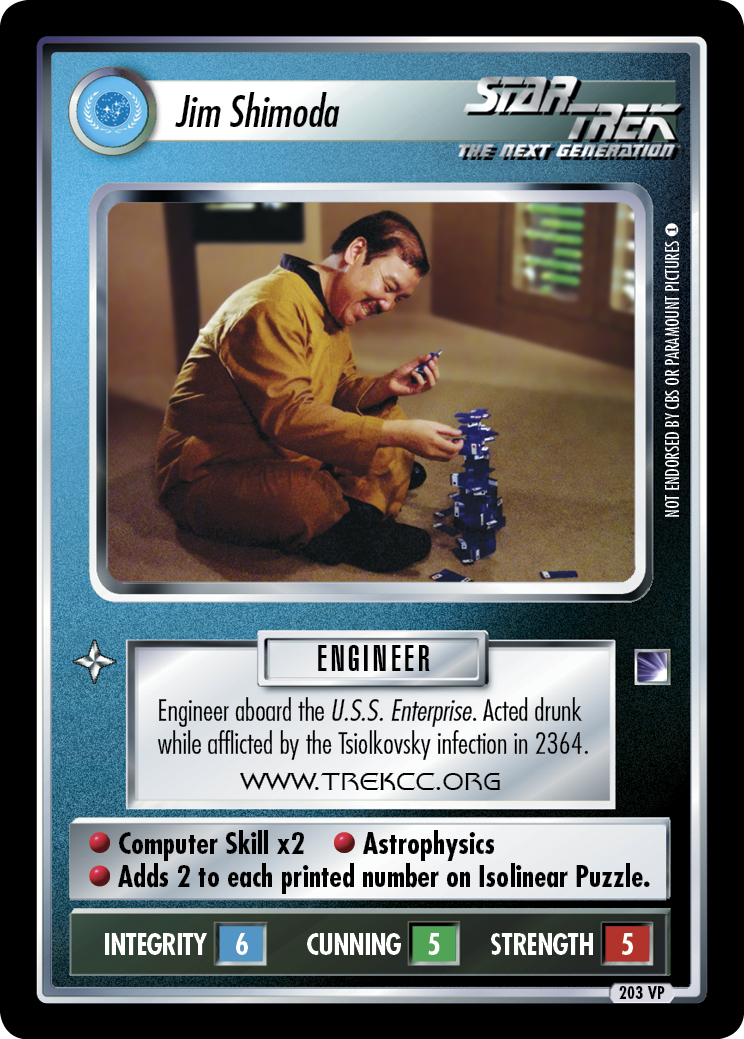 Jim Shimoda
STAR TREK
THE NEXT GENERATION
NOT ENDORSED BY CBS OR PARAMOUNT PICTURES 1
ENGINEER
Engineer aboard the U.S.S. Enterprise. Acted drunk
while afflicted by the Tsiolkovsky infection in 2364.
WWW.TREKCC.ORG
Computer Skill x2 Astrophysics
Adds 2 to each printed number on Isolinear Puzzle.
INTEGRITY 6 CUNNING 5 STRENGTH 5
203 VP